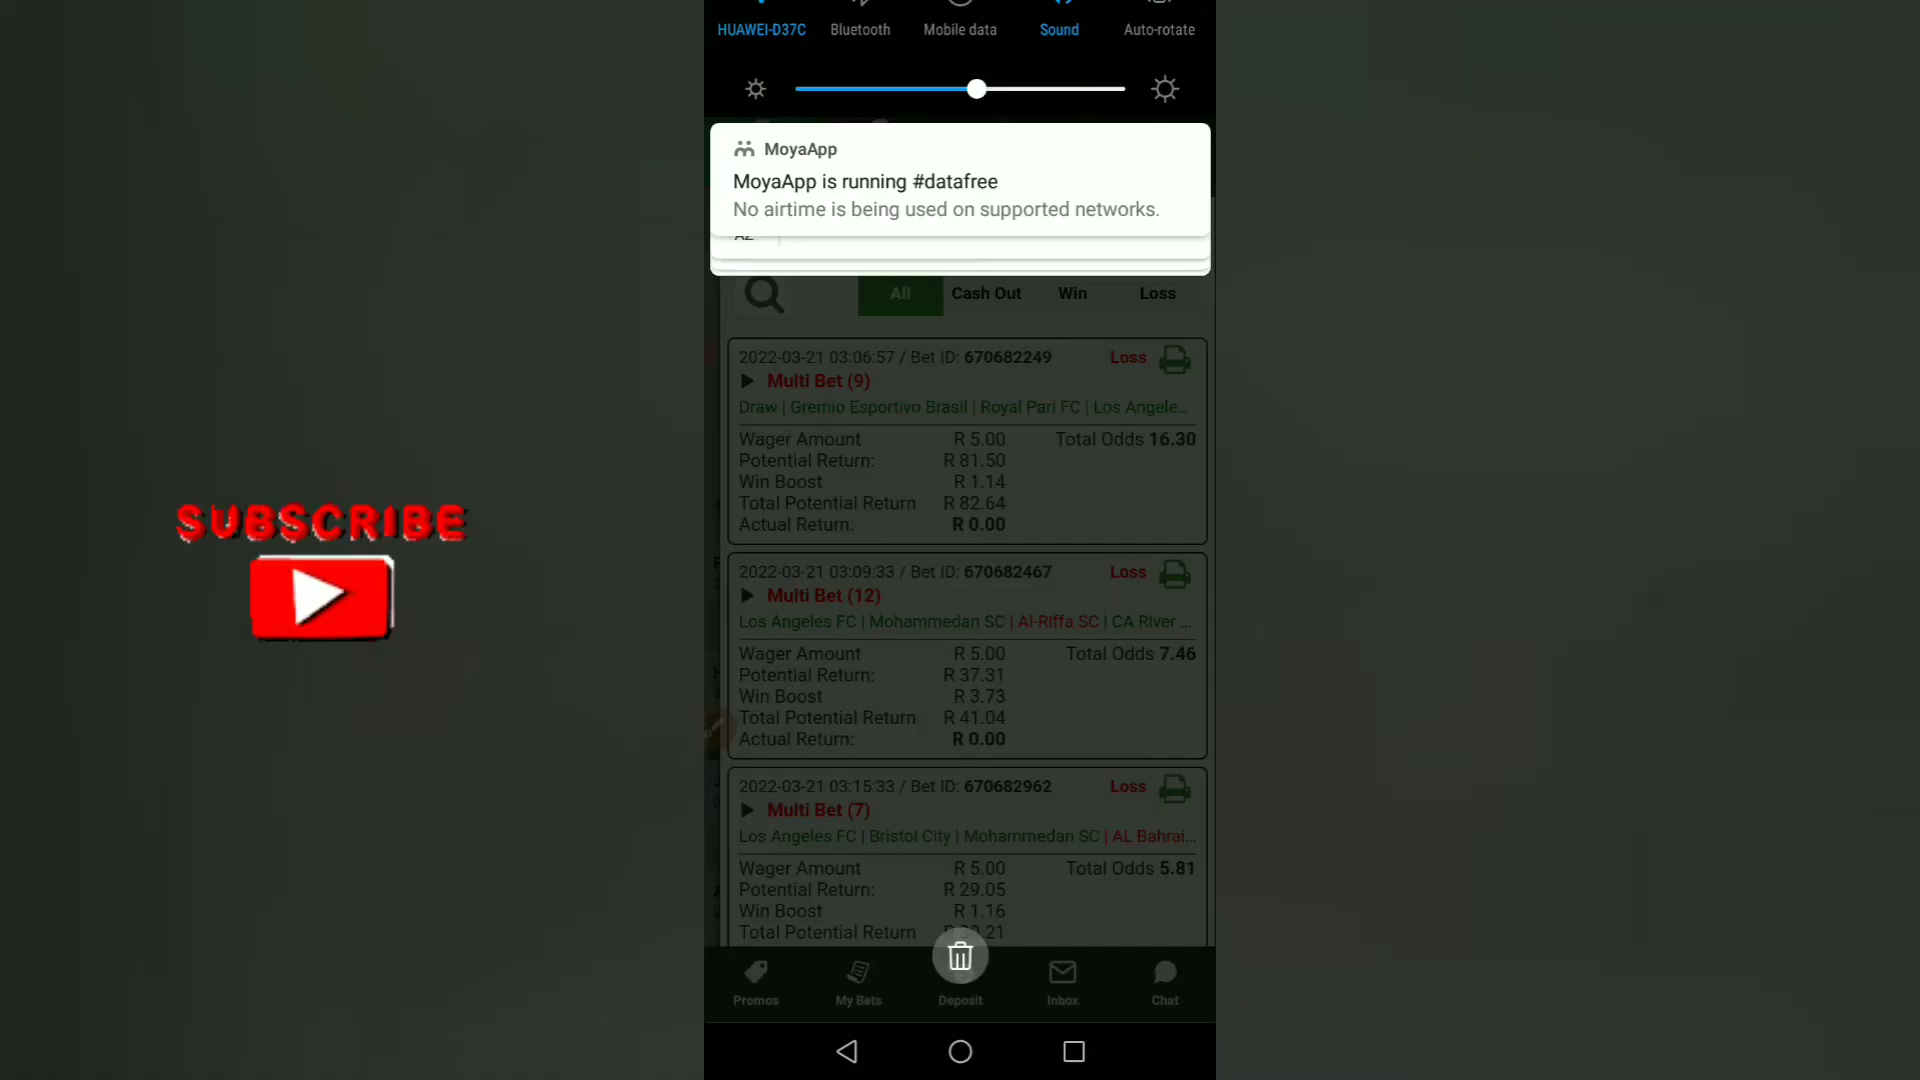 HUAWEI-D37C Bluetooth Mobile data Sound Auto-rotate
MoyaApp
MoyaApp is running #datafree
No airtime is being used on supported networks.
All Cash Out Win Loss
2022-03-21 03:06:57 / Bet ID: 670682249 Loss
Multi Bet (9)
Draw | Gremio Esportivo Brasil | Royal Pari FC | Los Angele...
Wager Amount R 5.00 Total Odds 16.30
Potential Return: R 81.50
Win Boost R 1.14
Total Potential Return R 82.64
Actual Return: R 0.00
2022-03-21 03:09:33 / Bet ID: 670682467 Loss
Multi Bet (12)
Los Angeles FC | Mohammedan SC | Al-Riffa SC | CA River ...
Wager Amount R 5.00 Total Odds 7.46
Potential Return: R 37.31
Win Boost R 3.73
Total Potential Return R 41.04
Actual Return: R 0.00
2022-03-21 03:15:33 / Bet ID: 670682962 Loss
Multi Bet (7)
Los Angeles FC | Bristol City | Mohammedan SC | AL Bahrai...
Wager Amount R 5.00 Total Odds 5.81
Potential Return: R 29.05
Win Boost R 1.16
Total Potential Return
Promos My Bets Deposit Inbox Chat
SUBSCRIBE